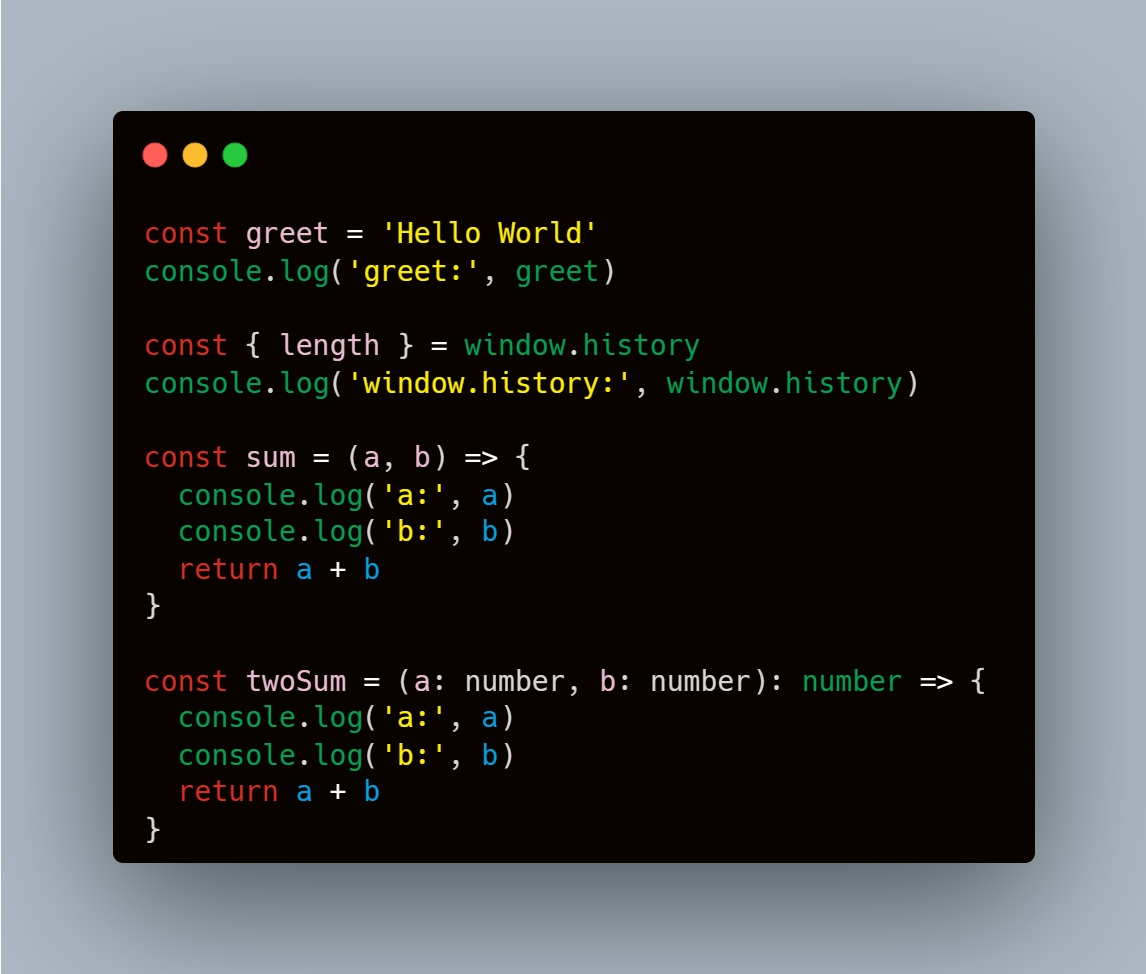 const greet = 'Hello World'
console.log('greet:', greet)

const { length } = window.history
console.log('window.history:', window.history)

const sum = (a, b) => {
  console.log('a:', a)
  console.log('b:', b)
  return a + b
}

const twoSum = (a: number, b: number): number => {
  console.log('a:', a)
  console.log('b:', b)
  return a + b
}